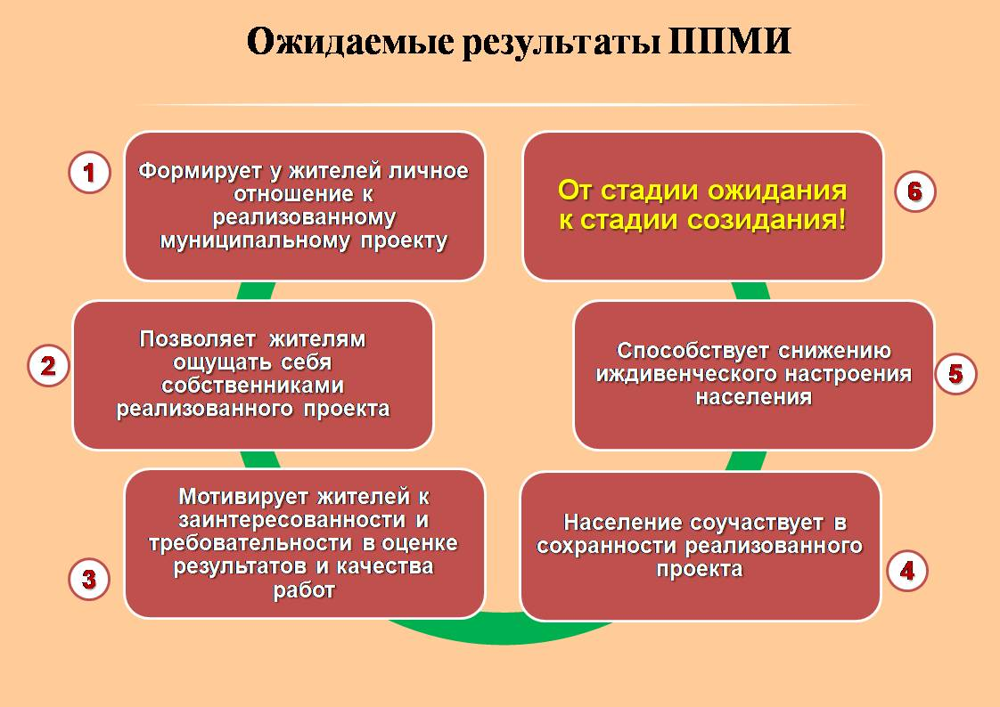 Ожидаемые результаты ППМИ
1
Формирует у жителей личное
отношение к
реализованному
муниципальному проекту
2
Позволяет жителям
ощущать себя
собственниками
реализованного проекта
3
Мотивирует жителей к
заинтересованности и
требовательности в оценке
результатов и качества
работ
4
Население соучаствует в
сохранности реализованного
проекта
5
Способствует снижению
иждивенческого настроения
населения
6
От стадии ожидания
к стадии созидания!